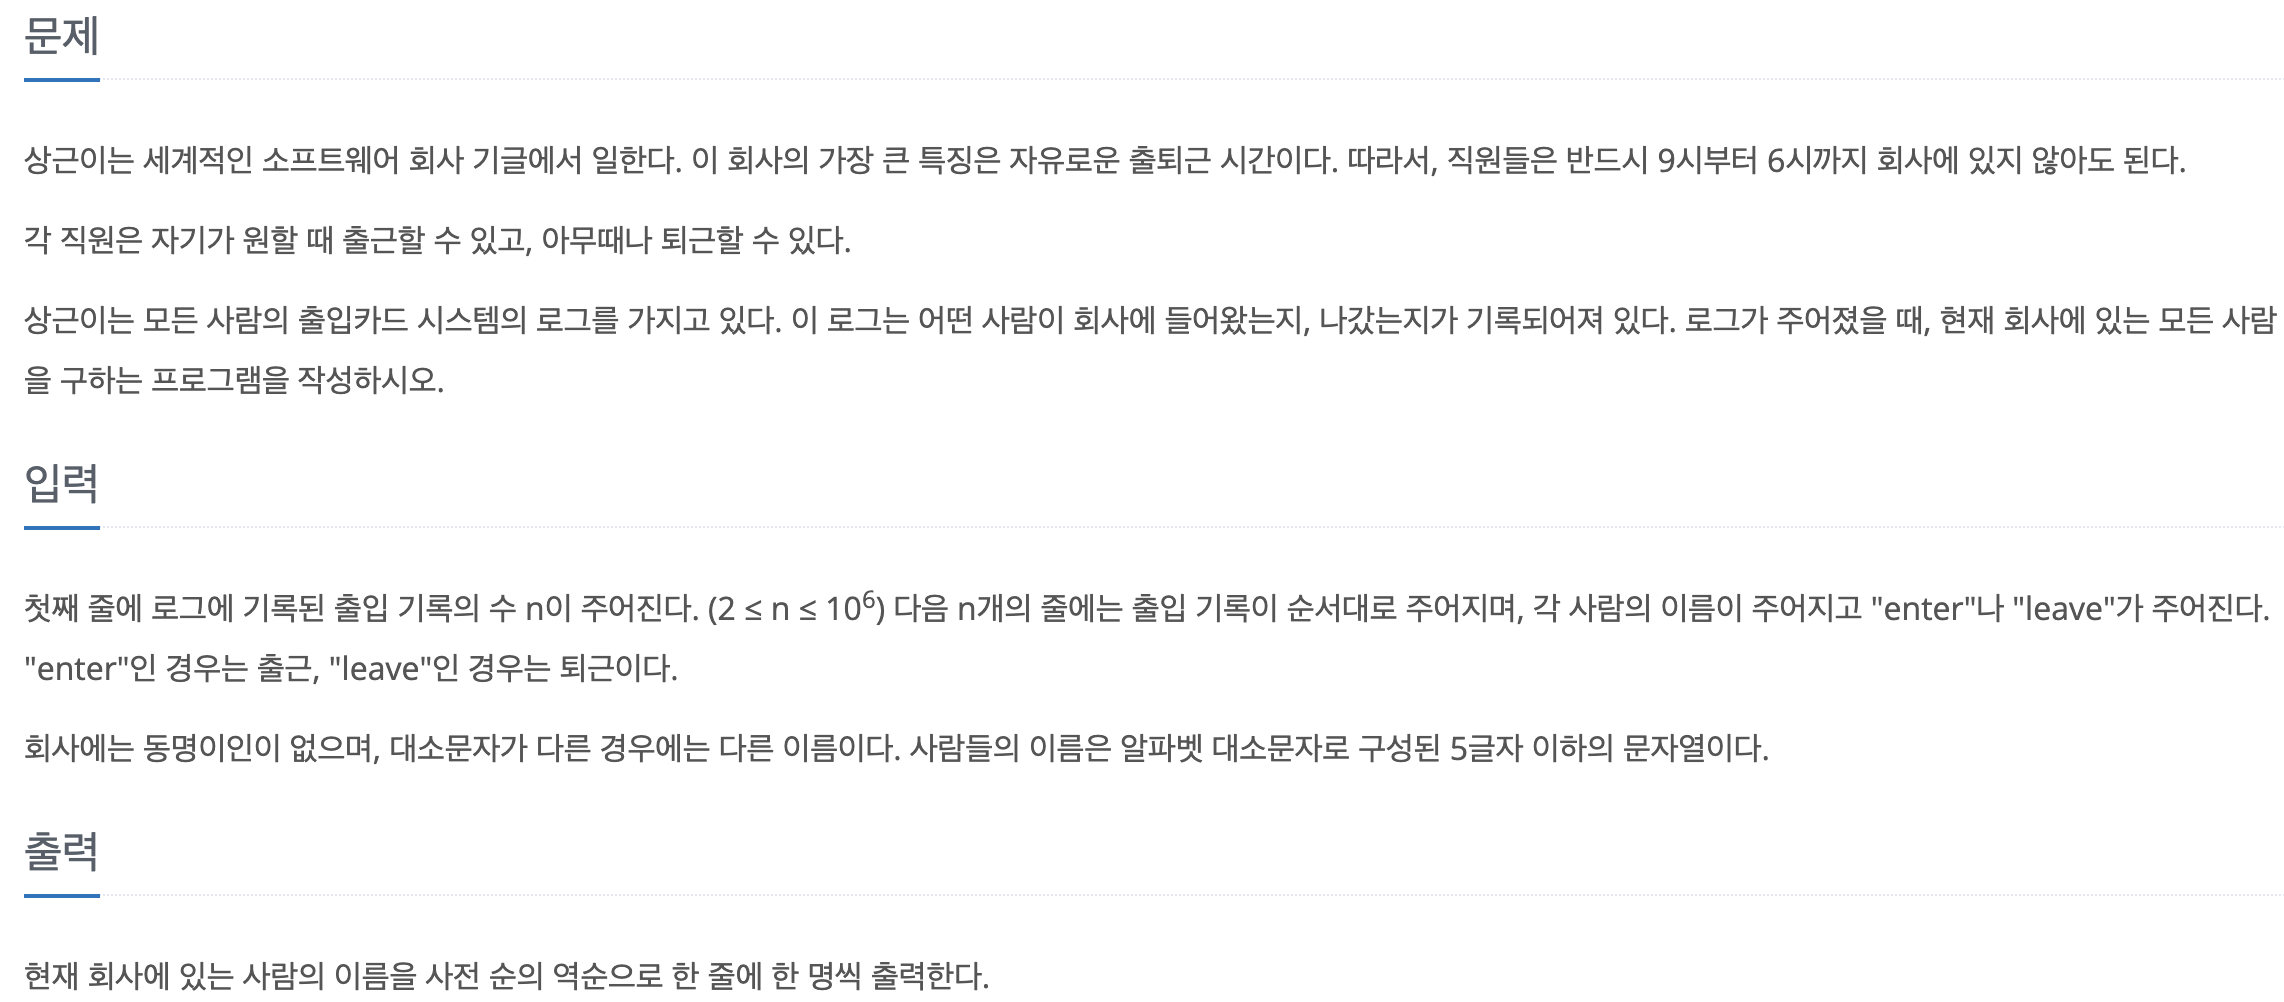 문제
상근이는 세계적인 소프트웨어 회사 기글에서 일한다. 이 회사의 가장 큰 특징은 자유로운 출퇴근 시간이다. 따라서, 직원들은 반드시 9시부터 6시까지 회사에 있지 않아도 된다.
각 직원은 자기가 원할 때 출근할 수 있고, 아무때나 퇴근할 수 있다.
상근이는 모든 사람의 출입카드 시스템의 로그를 가지고 있다. 이 로그는 어떤 사람이 회사에 들어왔는지, 나갔는지가 기록되어져 있다. 로그가 주어졌을 때, 현재 회사에 있는 모든 사람
을 구하는 프로그램을 작성하시오.
입력
첫째 줄에 로그에 기록된 출입 기록의 수 n이 주어진다. (2 ≤ n ≤ 10⁶) 다음 n개의 줄에는 출입 기록이 순서대로 주어지며, 각 사람의 이름이 주어지고 "enter"나 "leave"가 주어진다.
"enter"인 경우는 출근, "leave"인 경우는 퇴근이다.
회사에는 동명이인이 없으며, 대소문자가 다른 경우에는 다른 이름이다. 사람들의 이름은 알파벳 대소문자로 구성된 5글자 이하의 문자열이다.
출력
현재 회사에 있는 사람의 이름을 사전 순의 역순으로 한 줄에 한 명씩 출력한다.